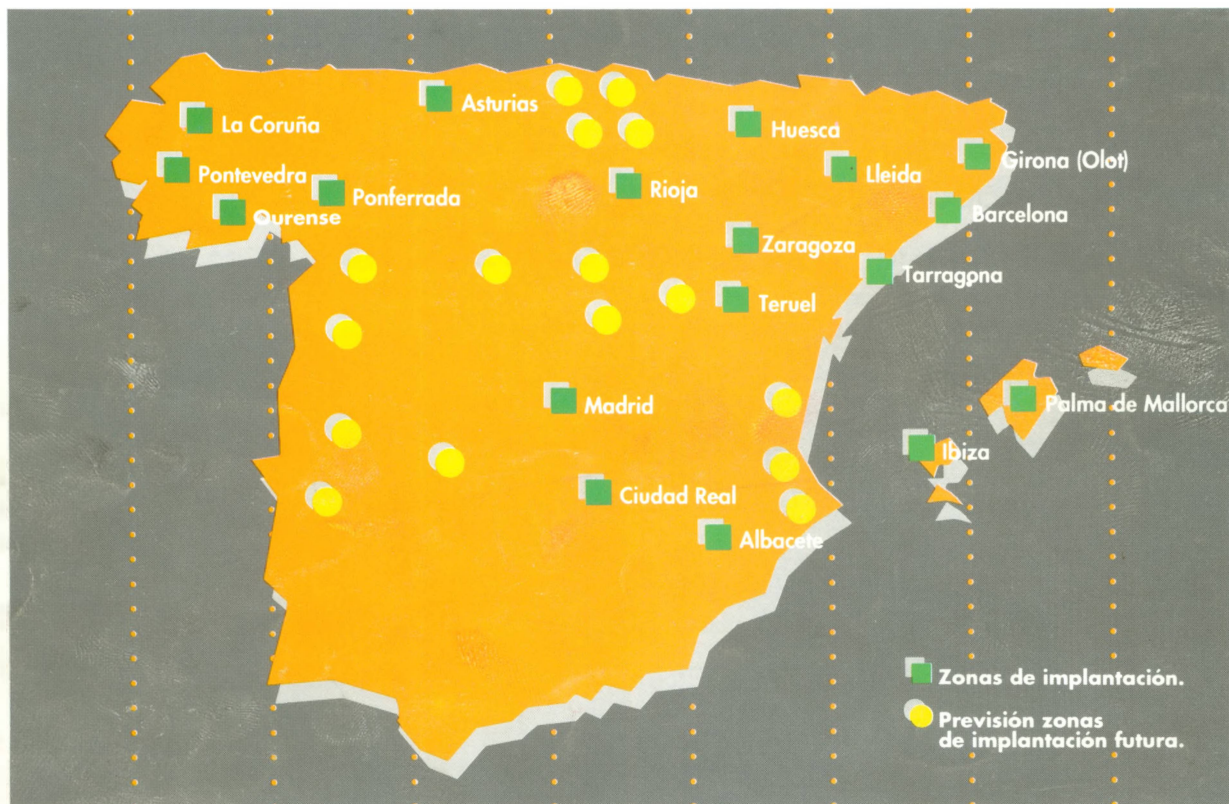 Asturias
La Coruña
Huesca
Girona (Olot)
Pontevedra
Lleida
Ponferrada
Rioja
Ourense
Barcelona
Zaragoza
Tarragona
Teruel
Madrid
Palma de Mallorca
Ibiza
Ciudad Real
Albacete
Zonas de implantación.
Previsión zonas
de implantación futura.